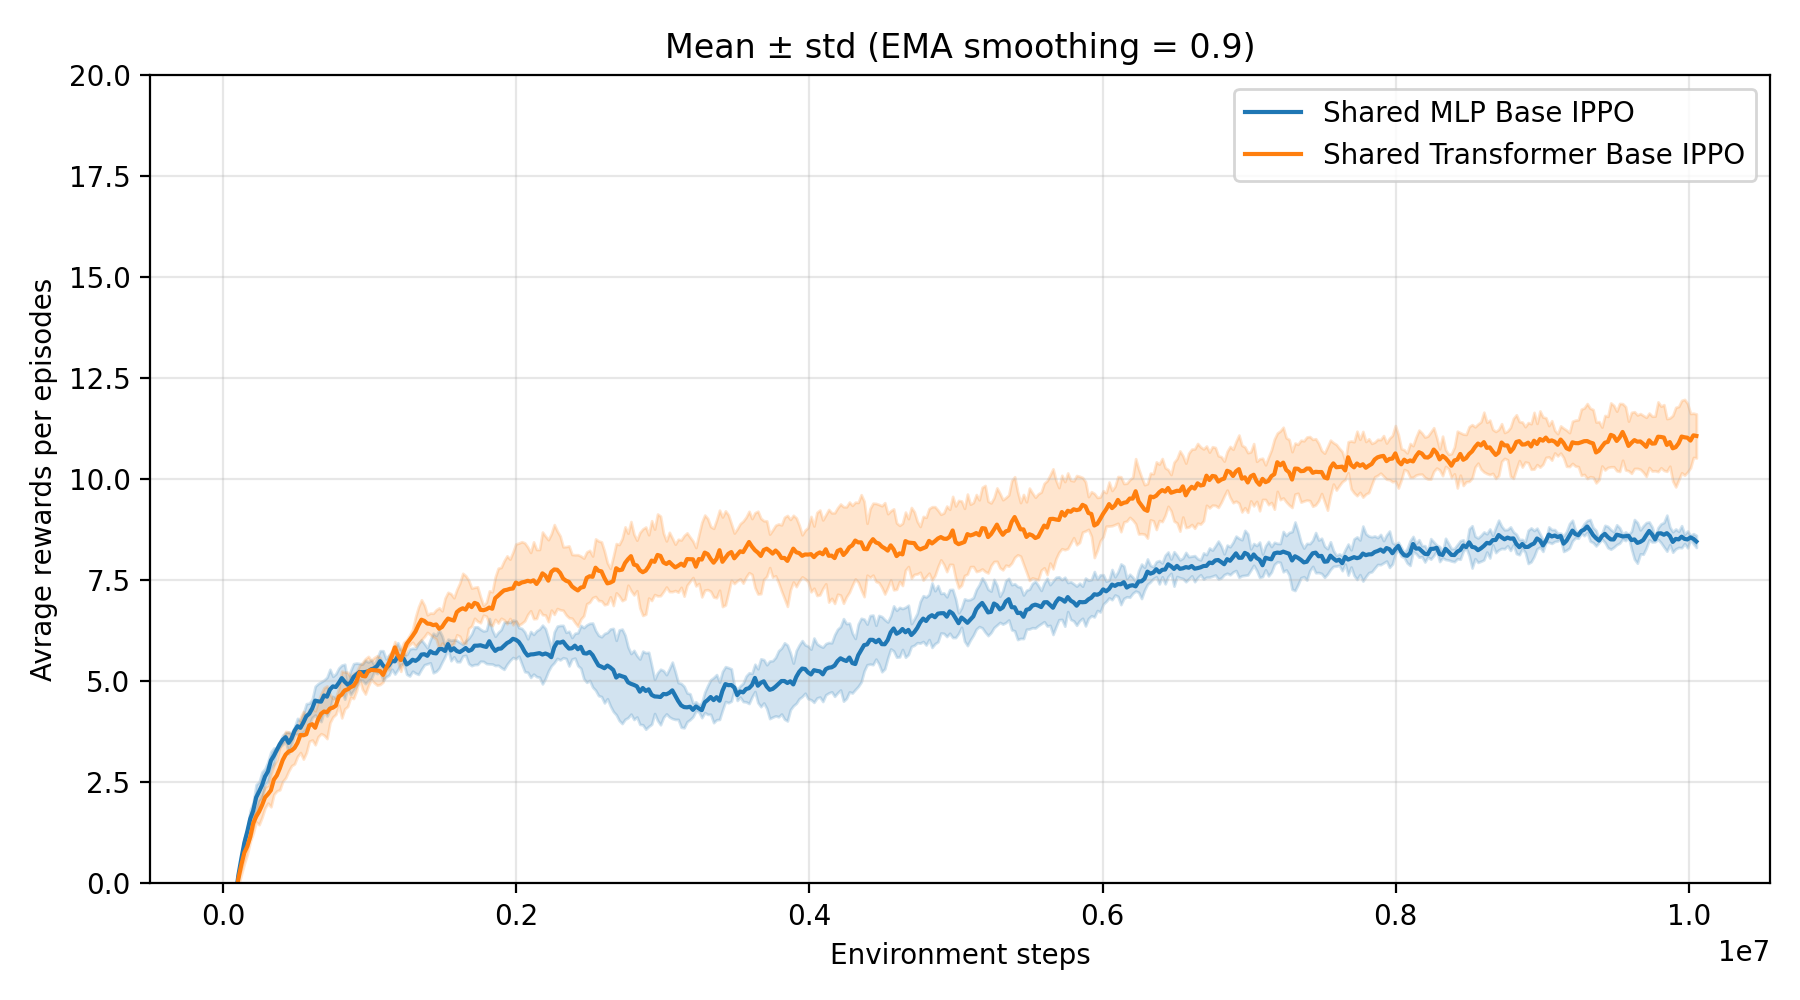 Mean ± std (EMA smoothing = 0.9)
Shared MLP Base IPPO
Shared Transformer Base IPPO
Avrage rewards per episodes
20.0
17.5
15.0
12.5
10.0
7.5
5.0
2.5
0.0
0.0 0.2 0.4 0.6 0.8 1.0
1e7
Environment steps